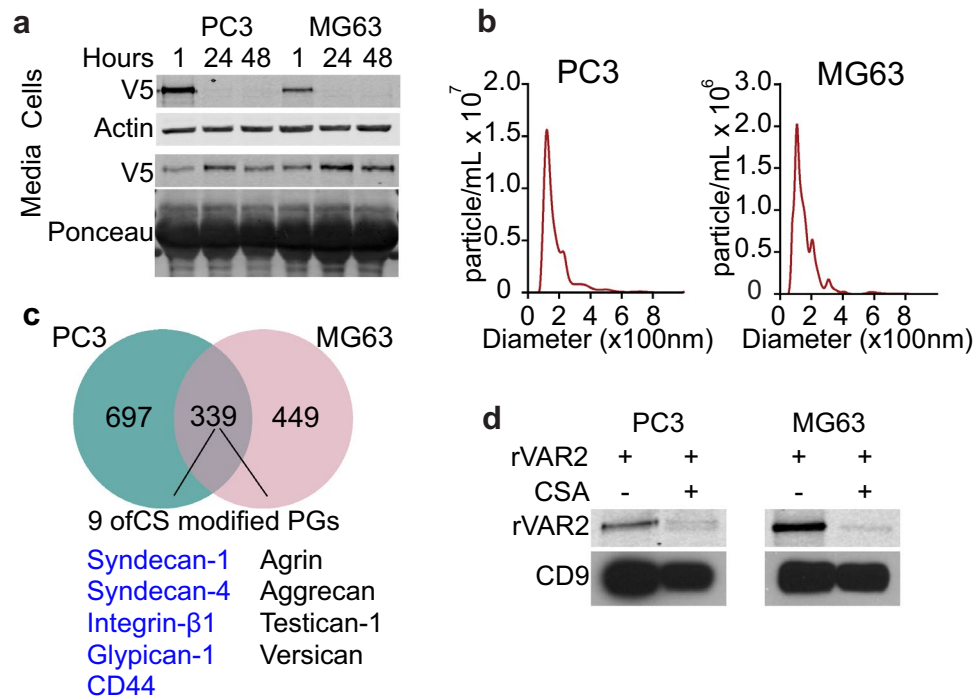 a
PC3 MG63
Hours 1 24 48 1 24 48
Media Cells
V5
Actin
V5
Ponceau
b
PC3
particle/mL x 10^7
2.0
1.5
1.0
0.5
0
0 2 4 6 8
Diameter (x100nm)
MG63
particle/mL x 10^6
3.0
2.0
1.0
0
0 2 4 6 8
Diameter (x100nm)
c
PC3 MG63
697 339 449
9 ofCS modified PGs
Syndecan-1 Agrin
Syndecan-4 Aggrecan
Integrin-β1 Testican-1
Glypican-1 Versican
CD44
d
PC3 MG63
rVAR2 + + + +
CSA - + - +
rVAR2
CD9